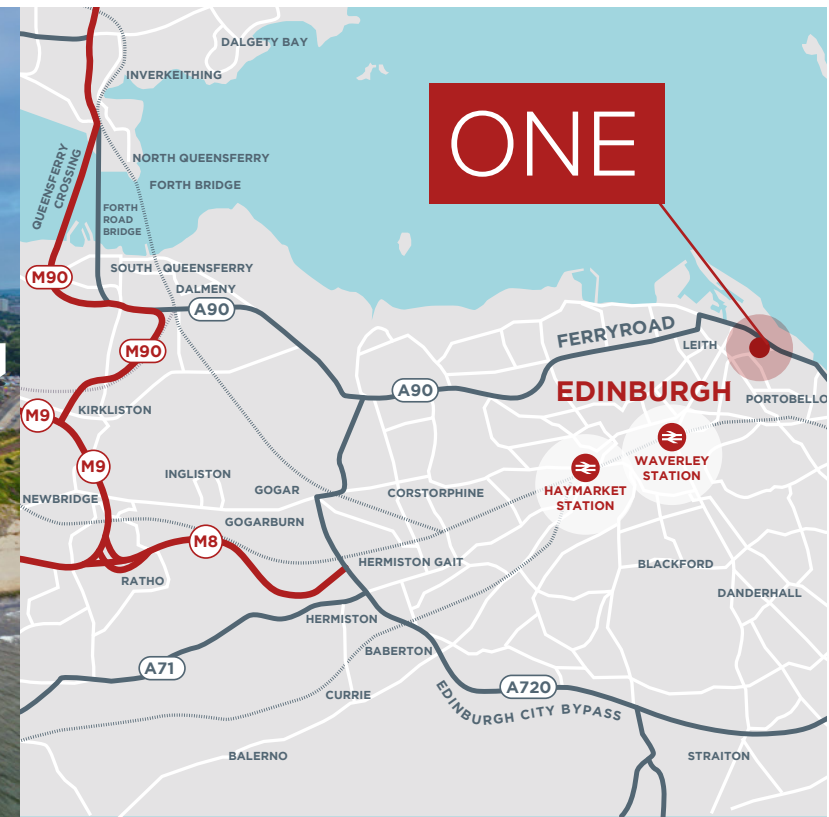 DALGETY BAY
INVERKEITHING
ONE
NORTH QUEENSFERRY
QUEENSFERRY
CROSSING
FORTH BRIDGE
FORTH
ROAD
BRIDGE
SOUTH QUEENSFERRY
M90
DALMENY
A90
FERRYROAD
LEITH
M90
A90
EDINBURGH
PORTOBELLO
M9
KIRKLISTON
WAVERLEY
STATION
M9
INGLISTON
HAYMARKET
STATION
NEWBRIDGE
GOGAR
CORSTORPHINE
GOGARBURN
M8
HERMISTON GAIT
BLACKFORD
RATHO
DANDERHALL
HERMISTON
BABERTON
A71
A720
CURRIE
EDINBURGH CITY BYPASS
BALERNO
STRAITON